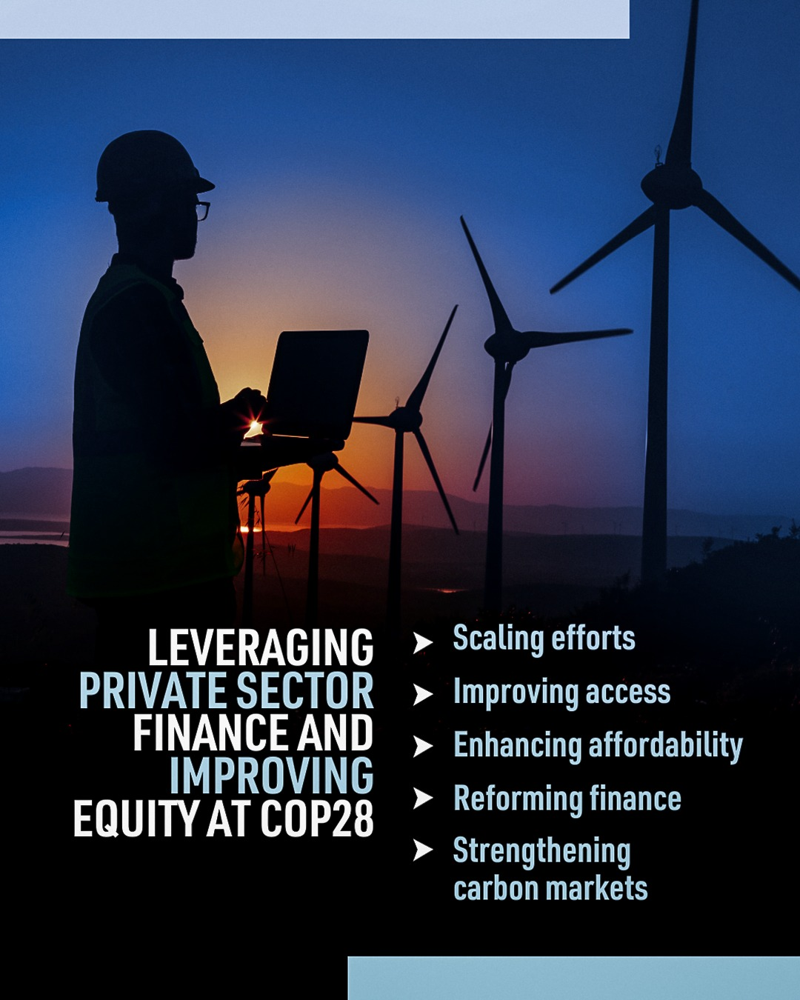 LEVERAGING
PRIVATE SECTOR
FINANCE AND
IMPROVING
EQUITY AT COP28
Scaling efforts
Improving access
Enhancing affordability
Reforming finance
Strengthening
carbon markets